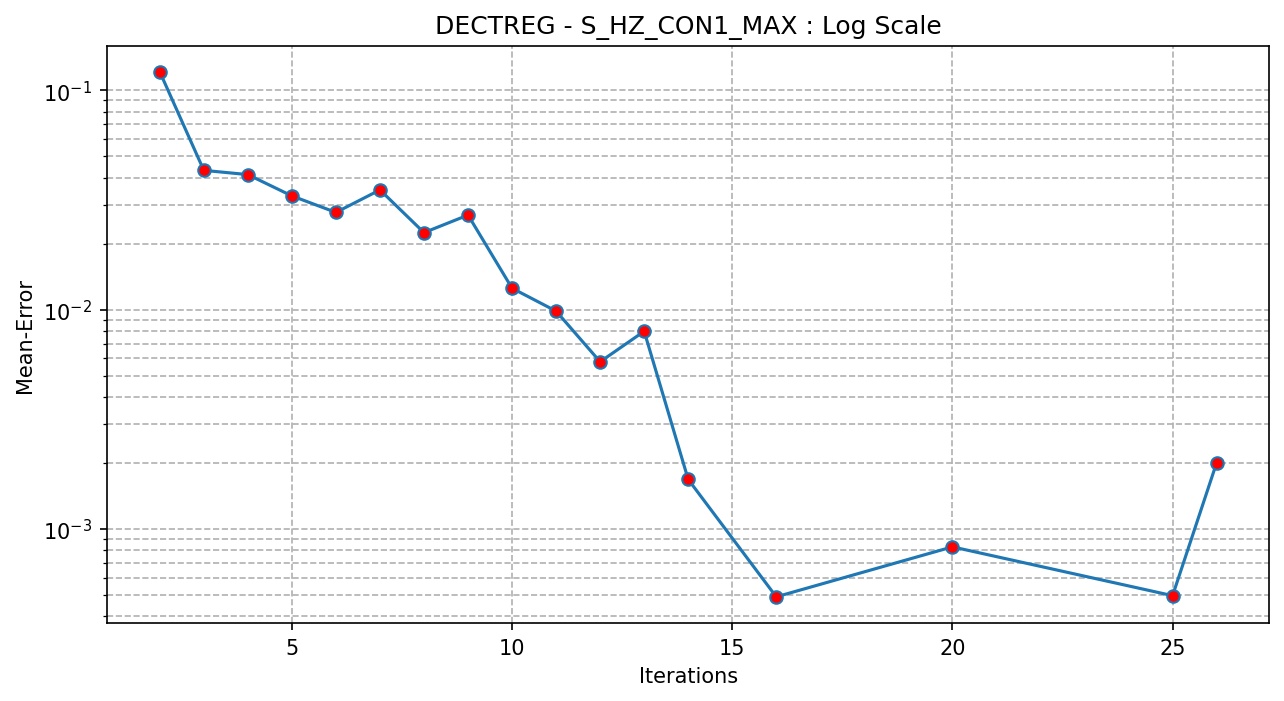 DECTREG - S_HZ_CON1_MAX : Log Scale
Mean-Error
10⁻¹
10⁻²
10⁻³
5 10 15 20 25
Iterations